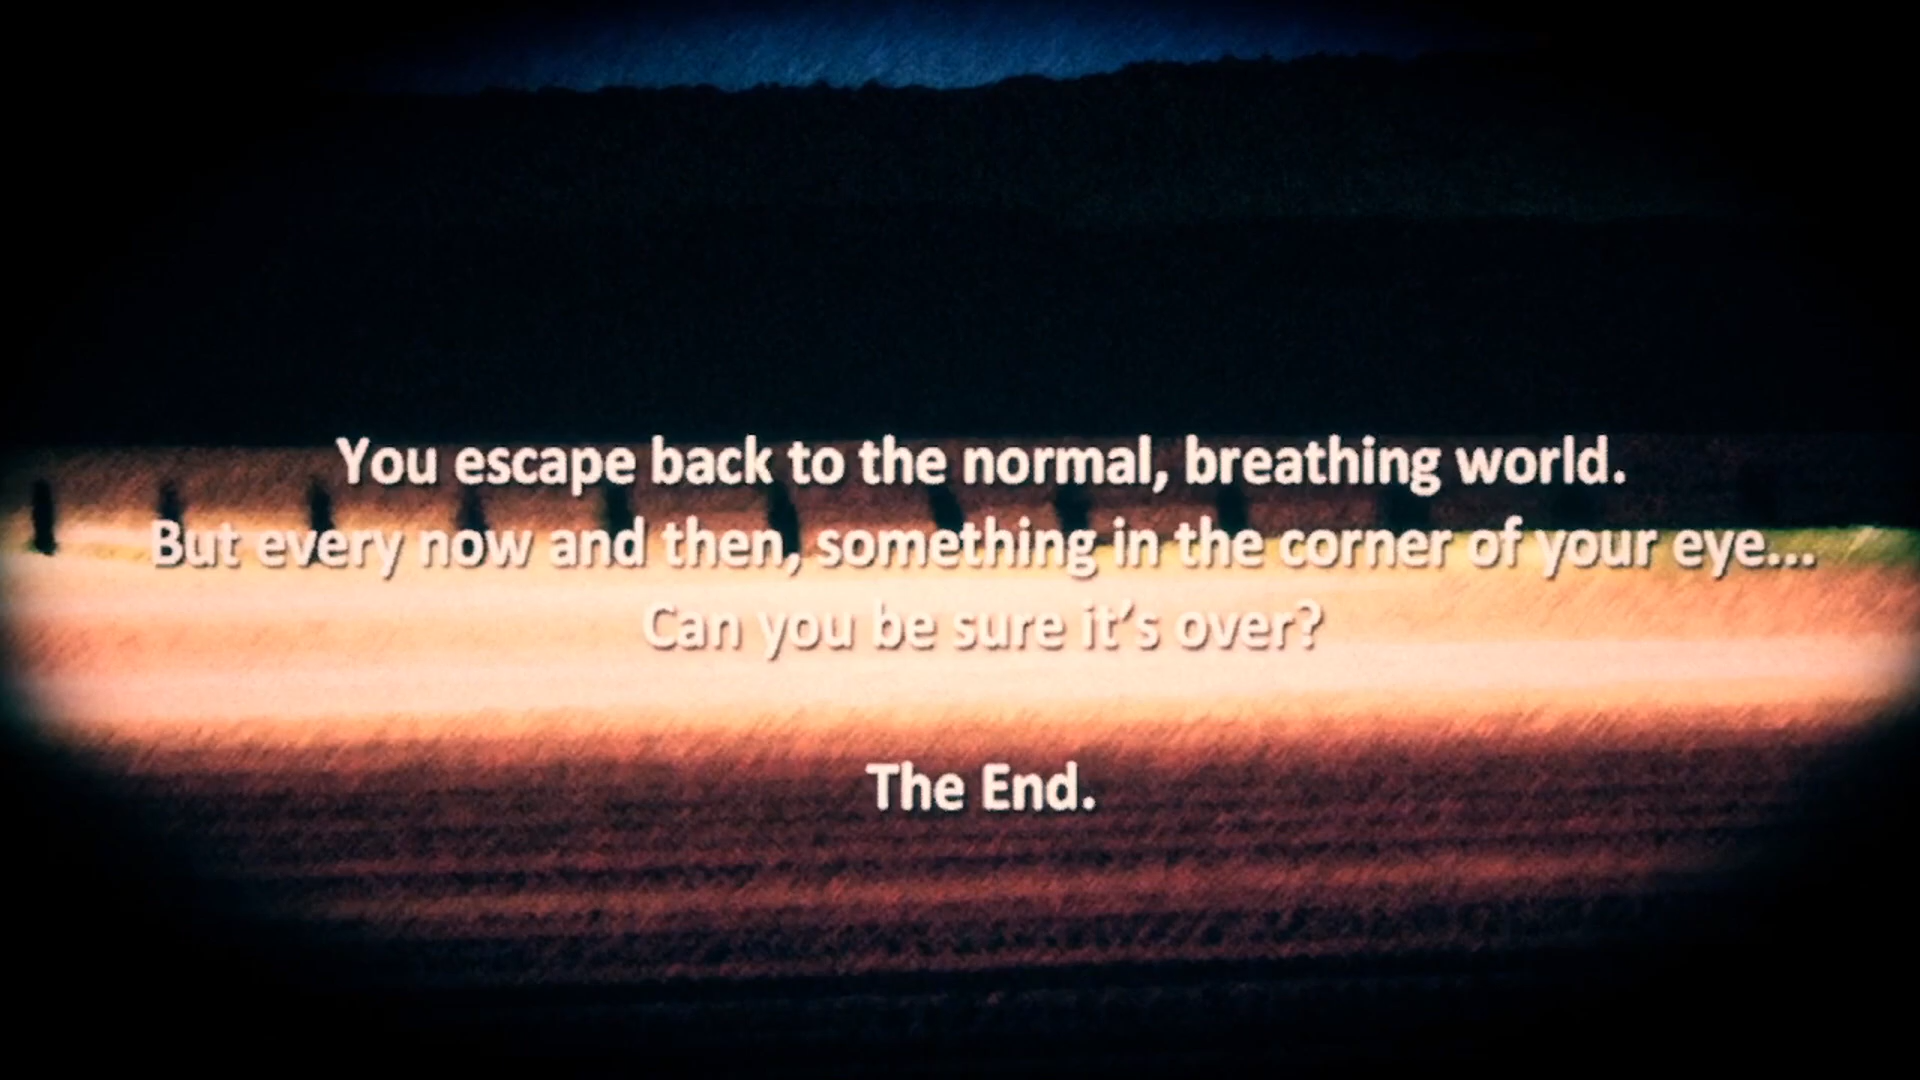 You escape back to the normal, breathing world.
But every now and then, something in the corner of your eye...
Can you be sure it's over?
The End.